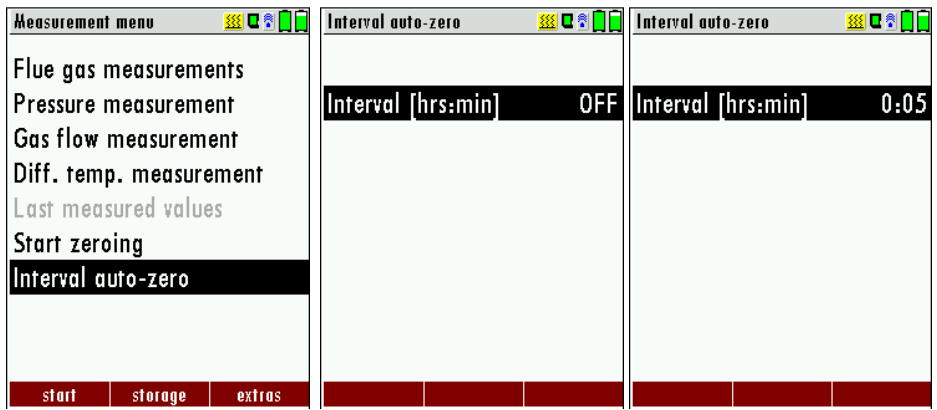 Measurement menu
Flue gas measurements
Pressure measurement
Gas flow measurement
Diff. temp. measurement
Last measured values
Start zeroing
Interval auto-zero
start storage extras
Interval auto-zero
Interval [hrs:min] OFF
Interval auto-zero
Interval [hrs:min] 0:05